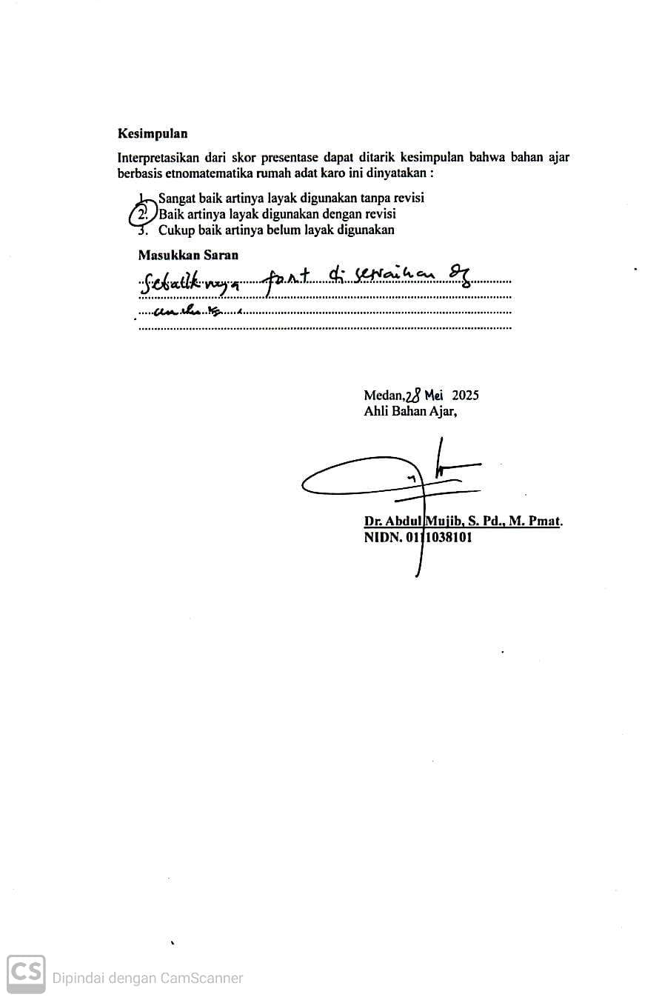 Kesimpulan
Interpretasikan dari skor presentase dapat ditarik kesimpulan bahwa bahan ajar
berbasis etnomatematika rumah adat karo ini dinyatakan :
1. Sangat baik artinya layak digunakan tanpa revisi
2. Baik artinya layak digunakan dengan revisi
3. Cukup baik artinya belum layak digunakan
Masukkan Saran
Sebaiknya font disesuaikan dg
Medan, 28 Mei 2025
Ahli Bahan Ajar,
Dr. Abdul Mujib, S. Pd., M. Pmat.
NIDN. 0111038101
CS Dipindai dengan CamScanner